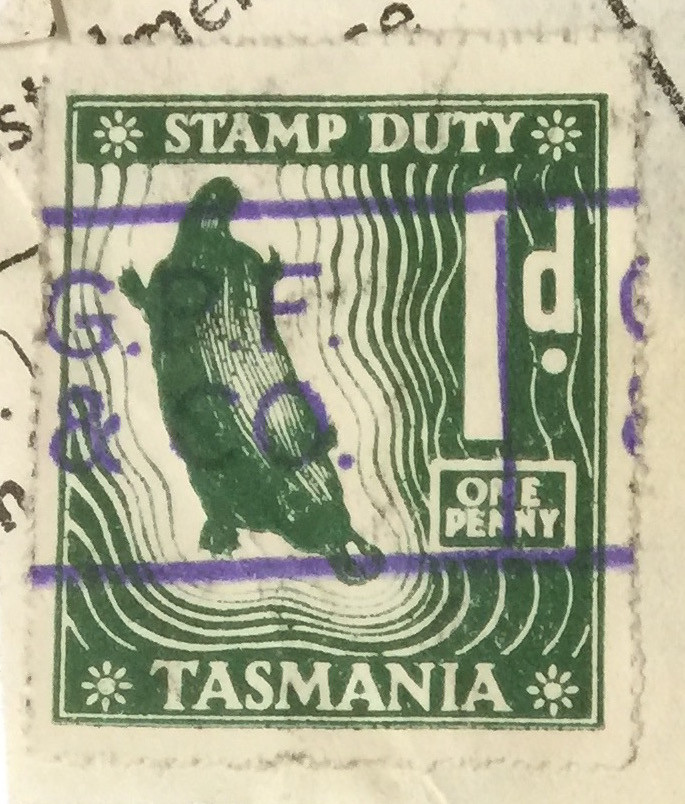 STAMP DUTY
1d.
G.P.F.
& CO.
ONE
PENNY
TASMANIA